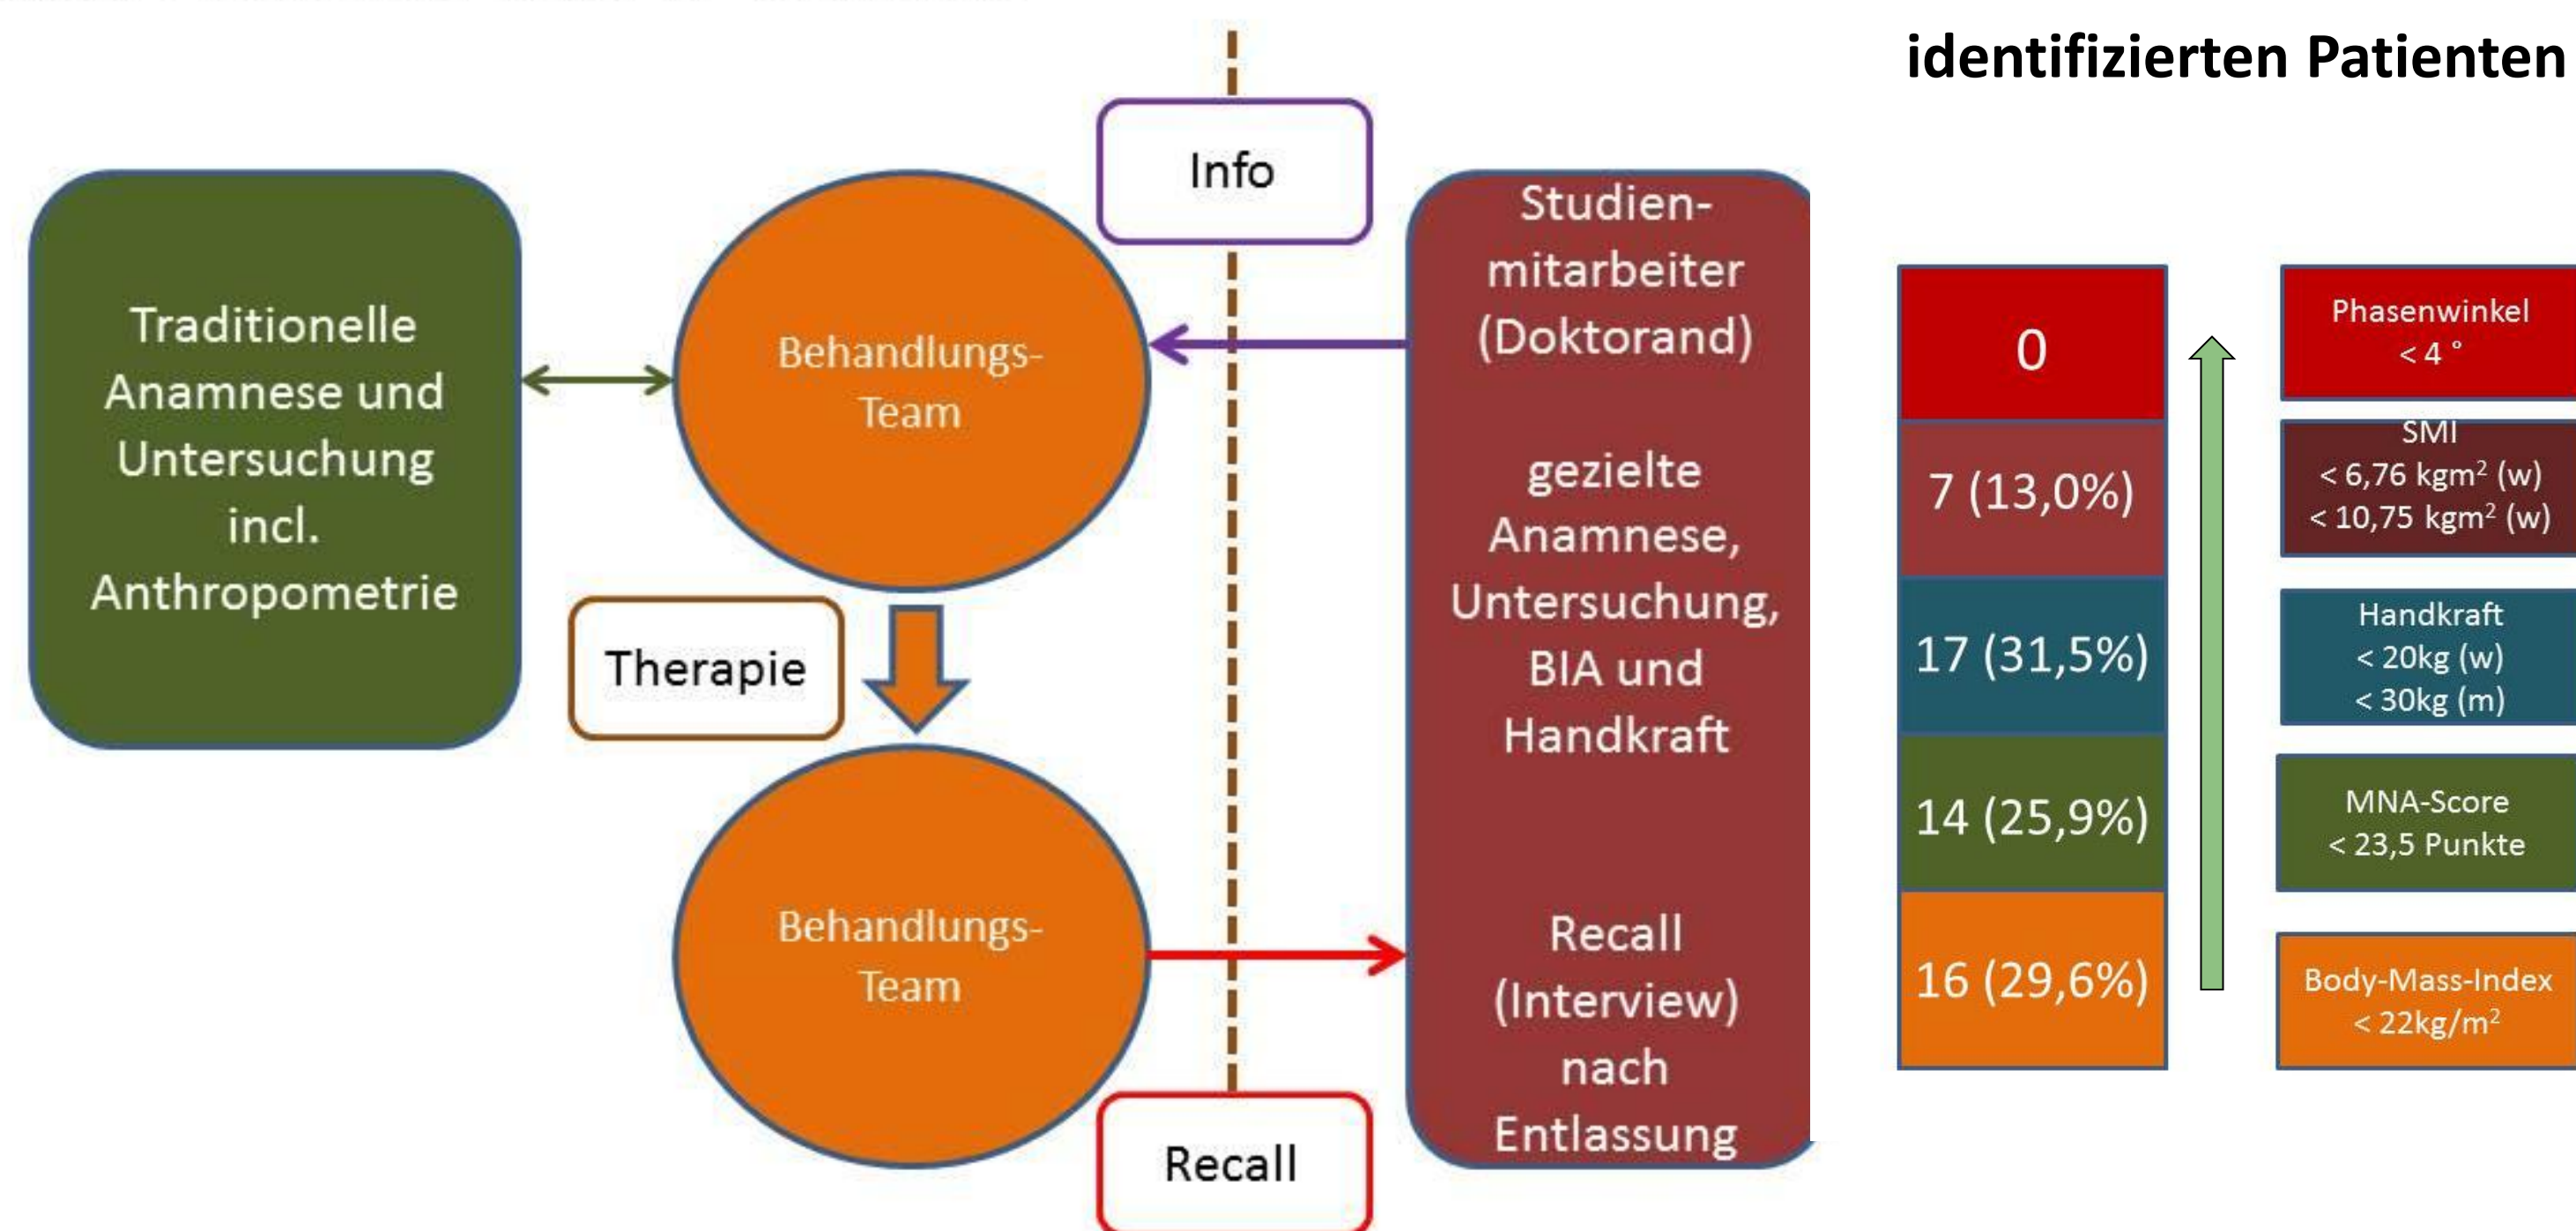 identifizierten Patienten
Info
Traditionelle
Anamnese und
Untersuchung
incl.
Anthropometrie
Behandlungs-
Team
Therapie
Behandlungs-
Team
Recall
Studien-
mitarbeiter
(Doktorand)
gezielte
Anamnese,
Untersuchung,
BIA und
Handkraft
Recall
(Interview)
nach
Entlassung
0
7 (13,0%)
17 (31,5%)
14 (25,9%)
16 (29,6%)
Phasenwinkel
< 4 °
SMI
< 6,76 kgm² (w)
< 10,75 kgm² (w)
Handkraft
< 20kg (w)
< 30kg (m)
MNA-Score
< 23,5 Punkte
Body-Mass-Index
< 22kg/m²